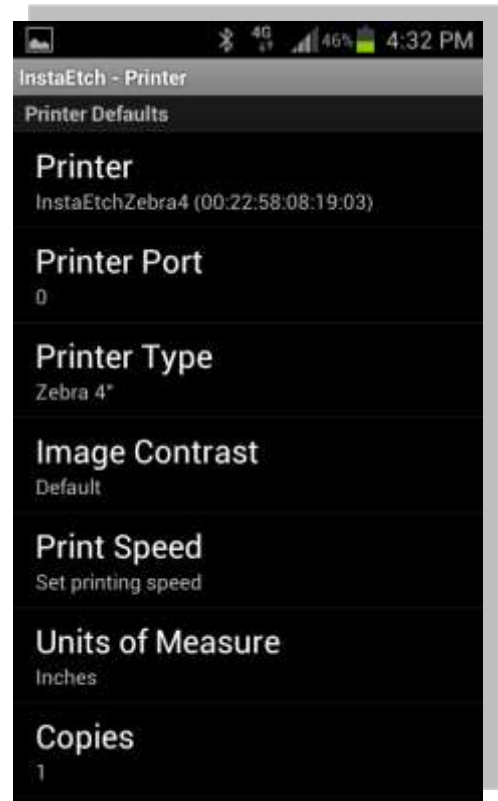 4G 46% 4:32 PM
InstaEtch - Printer
Printer Defaults
Printer
InstaEtchZebra4 (00:22:58:08:19:03)
Printer Port
0
Printer Type
Zebra 4"
Image Contrast
Default
Print Speed
Set printing speed
Units of Measure
Inches
Copies
1